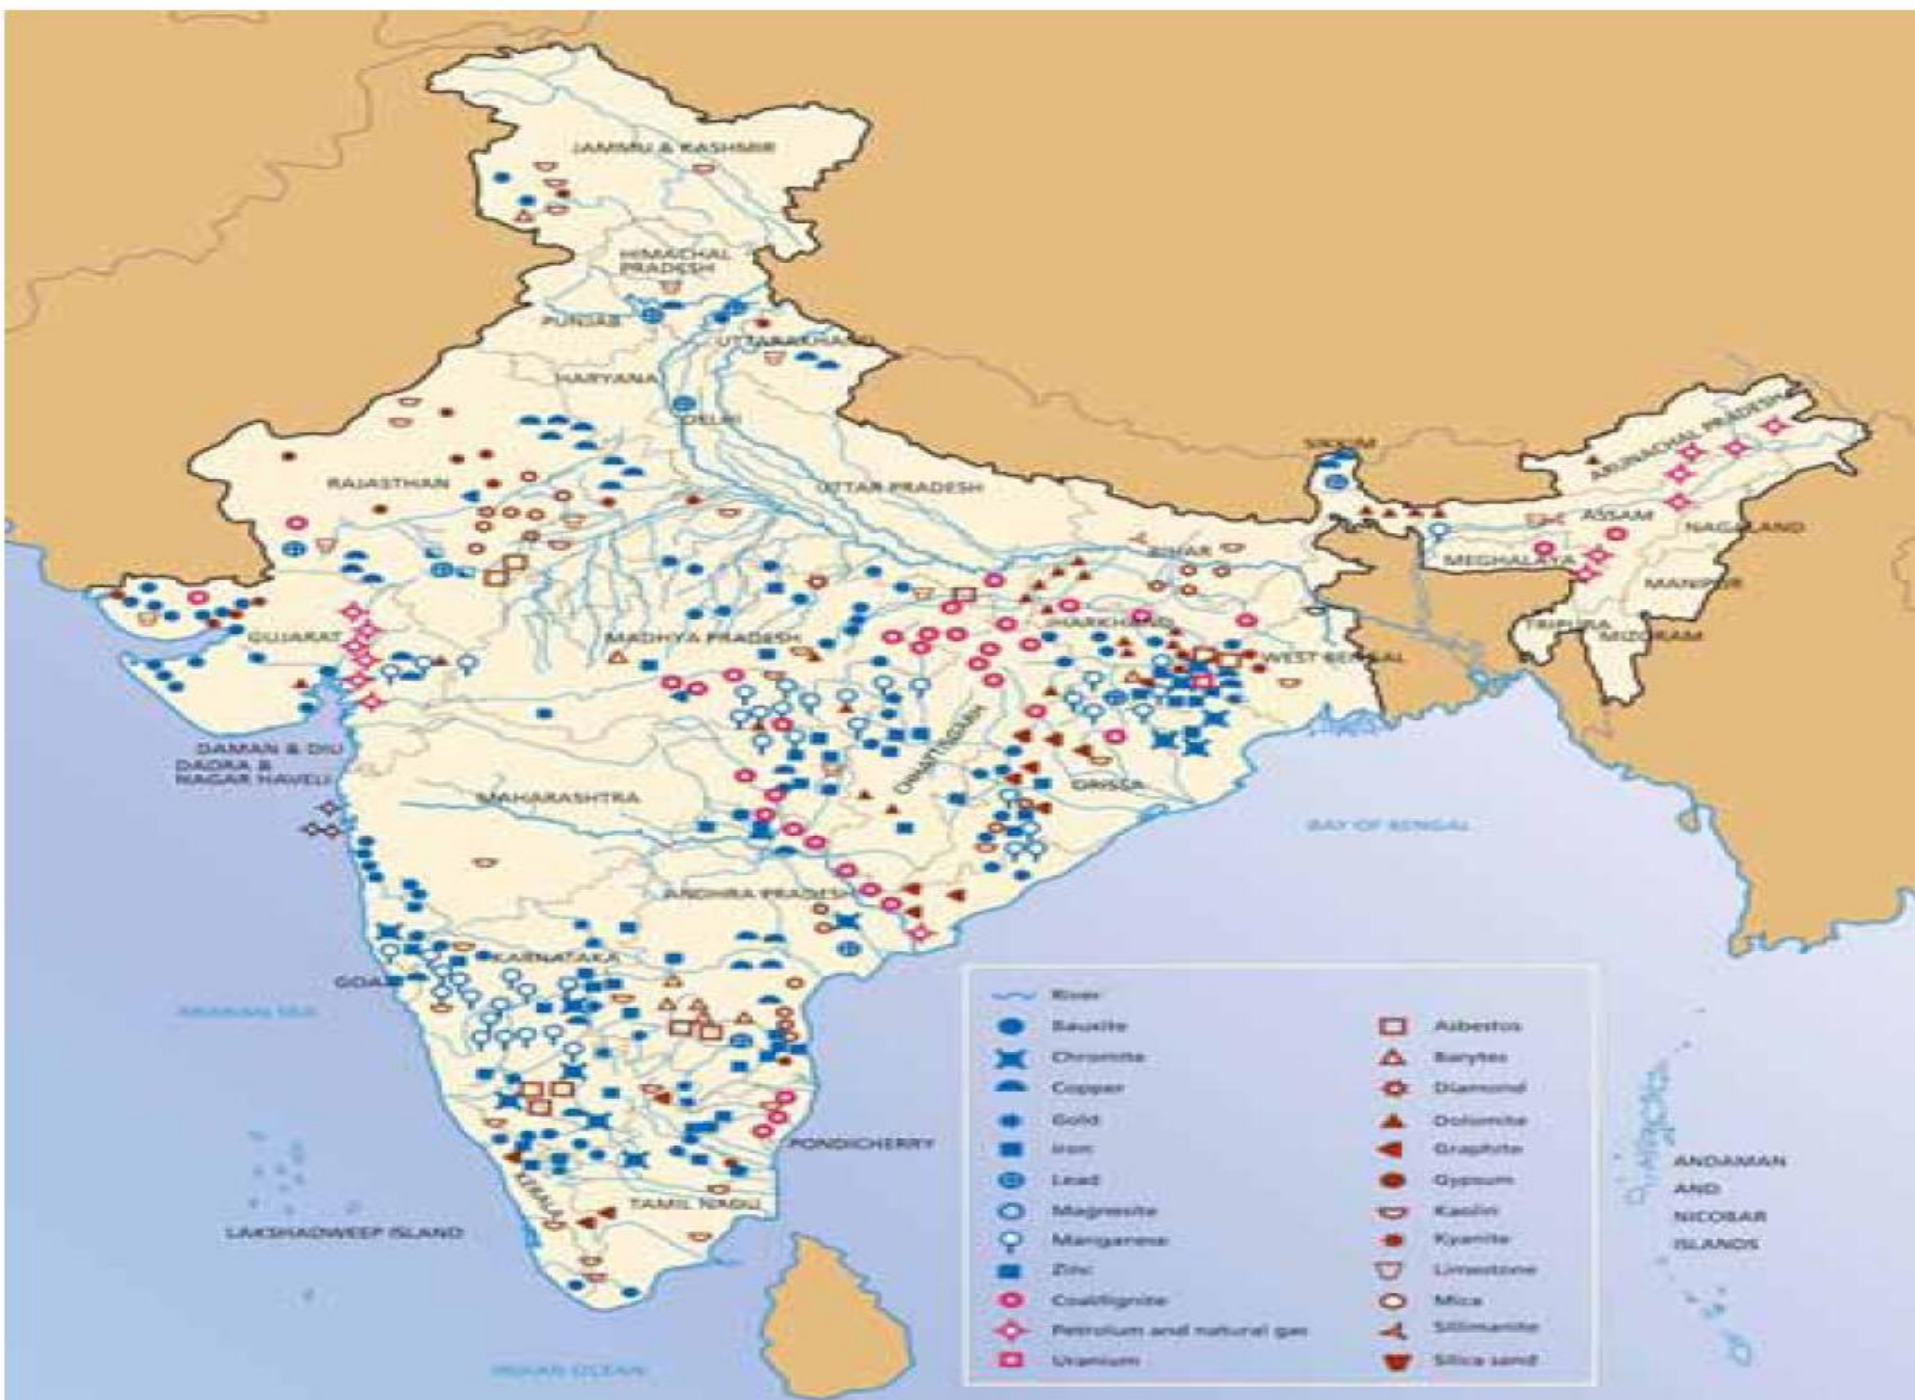 JAMMU & KASHMIR
HIMACHAL
PRADESH
PUNJAB
UTTARAKHAND
HARYANA
DELHI
RAJASTHAN
UTTAR PRADESH
SIKKIM
ARUNACHAL PRADESH
ASSAM
NAGALAND
BIHAR
MEGHALAYA
MANIPUR
GUJARAT
MADHYA PRADESH
JHARKHAND
TRIPURA
MIZORAM
WEST BENGAL
CHHATTISGARH
DAMAN & DIU
DADRA &
NAGAR HAVELI
MAHARASHTRA
ORISSA
BAY OF BENGAL
ANDHRA PRADESH
KARNATAKA
GOA
ARABIAN SEA
PONDICHERRY
KERALA
TAMIL NADU
LAKSHADWEEP ISLAND
INDIAN OCEAN
ANDAMAN
AND
NICOBAR
ISLANDS
River
Bauxite
Chromite
Copper
Gold
Iron
Lead
Magnesite
Manganese
Zinc
Coal/lignite
Petrolium and natural gas
Uranium
Asbestos
Barytes
Diamond
Dolomite
Graphite
Gypsum
Kaolin
Kyanite
Limestone
Mica
Sillimanite
Silica sand